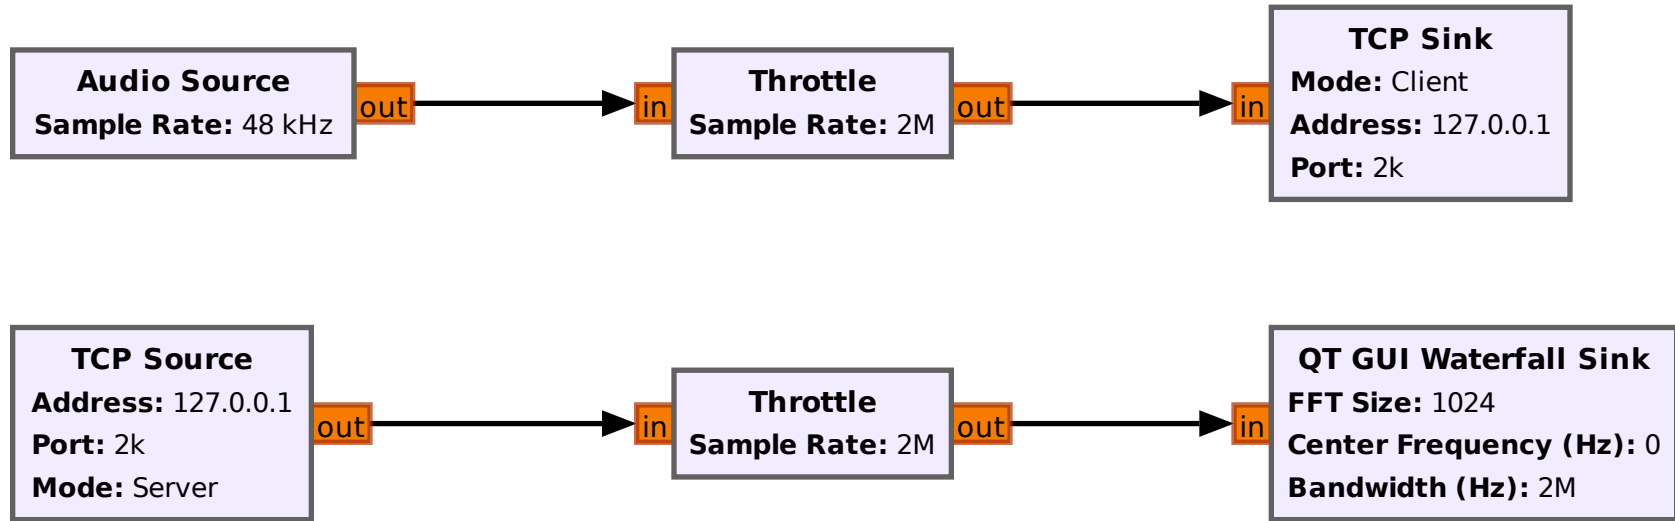 Audio Source
Sample Rate: 48 kHz
out
in
Throttle
Sample Rate: 2M
out
in
TCP Sink
Mode: Client
Address: 127.0.0.1
Port: 2k
TCP Source
Address: 127.0.0.1
Port: 2k
Mode: Server
out
in
Throttle
Sample Rate: 2M
out
in
QT GUI Waterfall Sink
FFT Size: 1024
Center Frequency (Hz): 0
Bandwidth (Hz): 2M